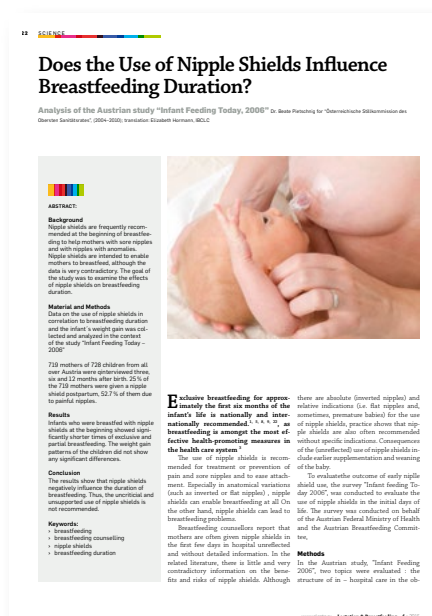 22 SCIENCE
Does the Use of Nipple Shields Influence
Breastfeeding Duration?
Analysis of the Austrian study “Infant Feeding Today, 2006” Dr. Beate Pietschnig for “Österreichische Stillkommission des
Obersten Sanitätsrates”, (2004–2010); translation: Elizabeth Hormann, IBCLC
ABSTRACT:
Background
Nipple shields are frequently recom-
mended at the beginning of breastfee-
ding to help mothers with sore nipples
and with nipples with anomalies.
Nipple shields are intended to enable
mothers to breastfeed, although the
data is very contradictory. The goal of
the study was to examine the effects
of nipple shields on breastfeeding
duration.
Material and Methods
Data on the use of nipple shields in
correlation to breastfeeding duration
and the infant´s weight gain was col-
lected and analyzed in the context
of the study “Infant Feeding Today –
2006”
719 mothers of 728 children from all
over Austria were qinterviewed three,
six and 12 months after birth. 25 % of
the 719 mothers were given a nipple
shield postpartum, 52.7 % of them due
to painful nipples.
Results
Infants who were breastfed with nipple
shields at the beginning showed signi-
ficantly shorter times of exclusive and
partial breastfeeding. The weight gain
patterns of the children did not show
any significant differences.
Conclusion
The results show that nipple shields
negatively influence the duration of
breastfeeding. Thus, the uncritical and
unsupported use of nipple shields is
not recommended.
Keywords:
› breastfeeding
› breastfeeding counselling
› nipple shields
› breastfeeding duration
Exclusive breastfeeding for approx-
imately the first six months of the
infant’s life is nationally and inter-
nationally recommended, as
breastfeeding is amongst the most ef-
fective health-promoting measures in
the health care system
The use of nipple shields is recom-
mended for treatment or prevention of
pain and sore nipples and to ease attach-
ment. Especially in anatomical variations
(such as inverted or flat nipples) , nipple
shields can enable breastfeeding at all On
the other hand, nipple shields can lead to
breastfeeding problems.
Breastfeeding counsellors report that
mothers are often given nipple shields in
the first few days in hospital unreflected
and without detailed information. In the
related literature, there is little and very
contradictory information on the bene-
fits and risks of nipple shields. Although
there are absolute (inverted nipples) and
relative indications (i.e. flat nipples and,
sometimes, premature babies) for the use
of nipple shields, practice shows that nip-
ple shields are also often recommended
without specific indications. Consequences
of the (unreflected) use of nipple shields in-
clude earlier supplementation and weaning
of the baby.
To evaluatethe outcome of early nipple
shield use, the survey “Infant feeding To-
day 2006”, was conducted to evaluate the
use of nipple shields in the initial days of
life. The survey was conducted on behalf
of the Austrian Federal Ministry of Health
and the Austrian Breastfeeding Commit-
tee,
Methods
In the Austrian study, “Infant Feeding
2006”, two topics were evaluated : the
structure of in – hospital care in the ob-